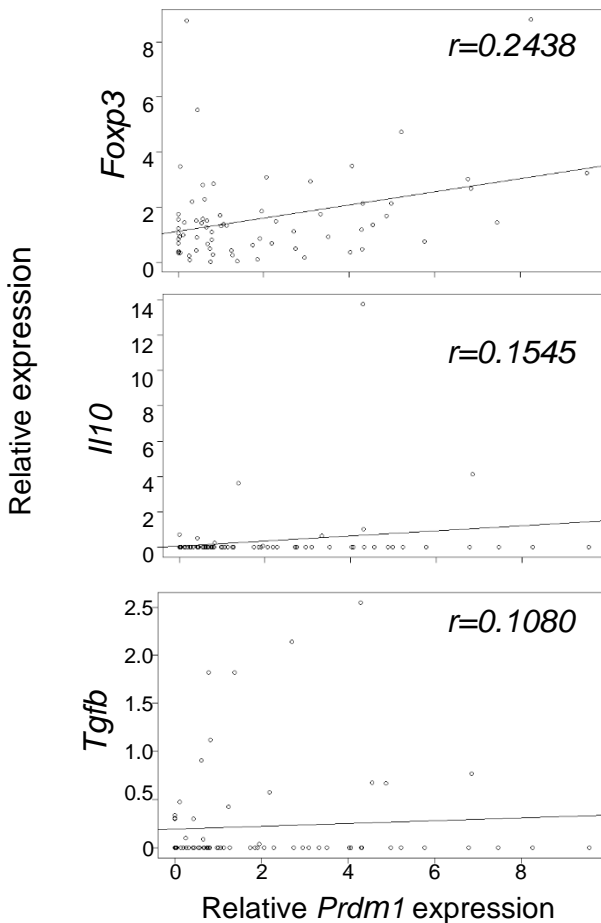 Relative expression
Foxp3
8
6
4
2
0
r=0.2438
Il10
14
12
10
8
6
4
2
0
r=0.1545
Tgfb
2.5
2.0
1.5
1.0
0.5
0
r=0.1080
0 2 4 6 8
Relative Prdm1 expression